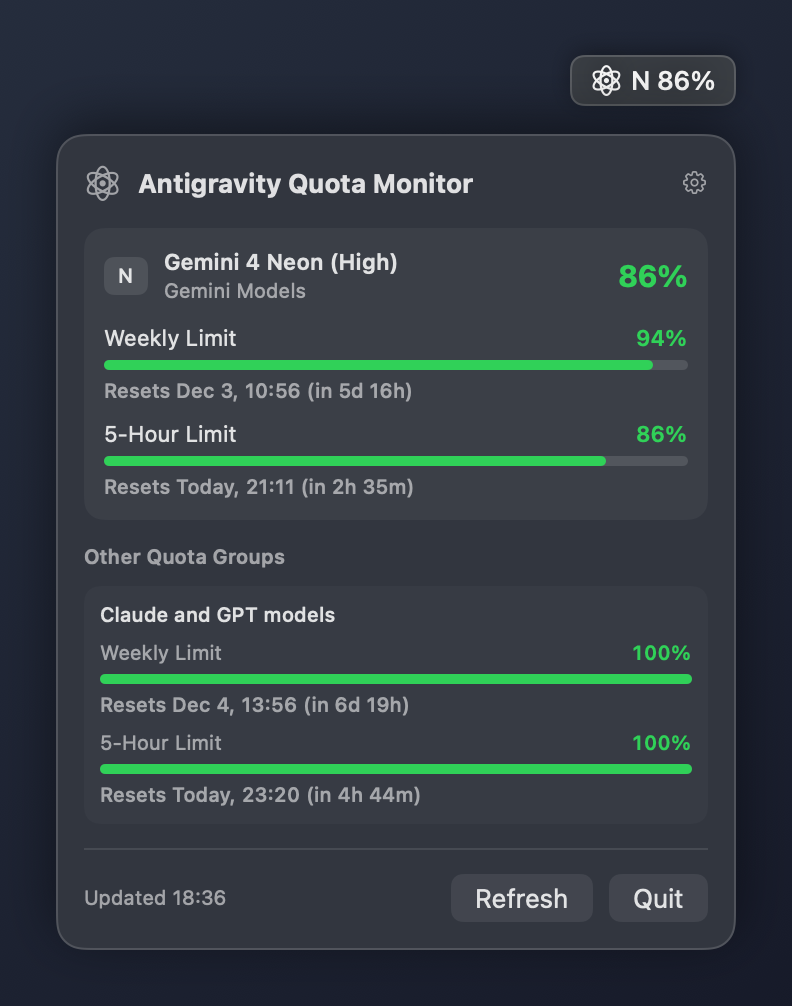 N 86%
Antigravity Quota Monitor
N
Gemini 4 Neon (High)
Gemini Models
86%
Weekly Limit 94%
Resets Dec 3, 10:56 (in 5d 16h)
5-Hour Limit 86%
Resets Today, 21:11 (in 2h 35m)
Other Quota Groups
Claude and GPT models
Weekly Limit 100%
Resets Dec 4, 13:56 (in 6d 19h)
5-Hour Limit 100%
Resets Today, 23:20 (in 4h 44m)
Updated 18:36 Refresh Quit